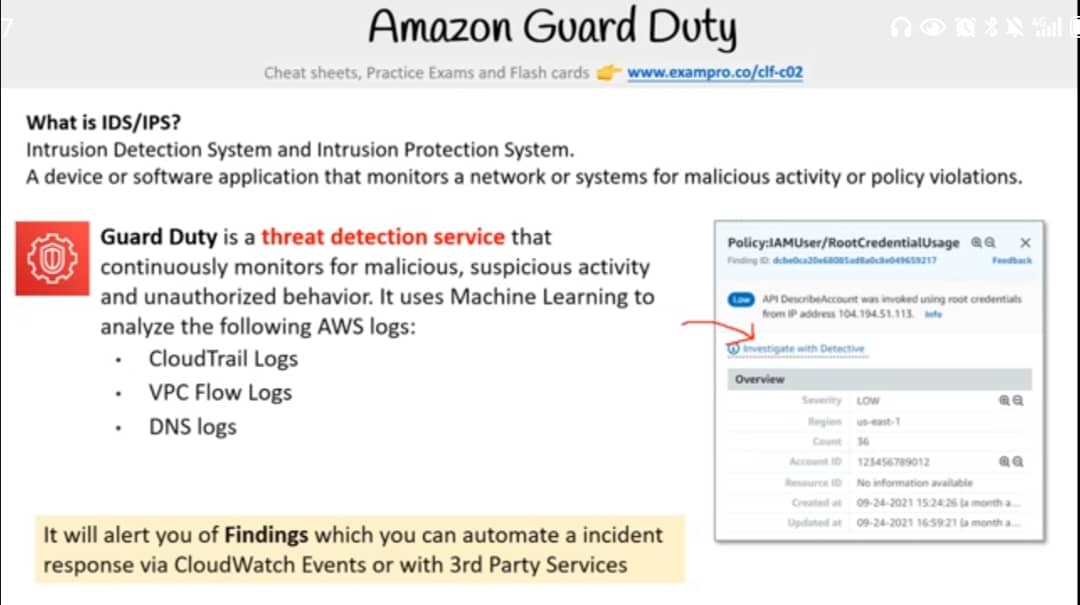 7
Amazon Guard Duty
4G
Cheat sheets, Practice Exams and Flash cards 👉 www.exampro.co/clf-c02
What is IDS/IPS?
Intrusion Detection System and Intrusion Protection System.
A device or software application that monitors a network or systems for malicious activity or policy violations.
Guard Duty is a threat detection service that
continuously monitors for malicious, suspicious activity
and unauthorized behavior. It uses Machine Learning to
analyze the following AWS logs:
• CloudTrail Logs
• VPC Flow Logs
• DNS logs
It will alert you of Findings which you can automate a incident
response via CloudWatch Events or with 3rd Party Services
Policy:IAMUser/RootCredentialUsage
Finding ID: Feedback
Low API DescribeAccount was invoked using root credentials
from IP address 104.194.51.113. Info
Investigate with Detective
Overview
Severity LOW
Region us-east-1
Count 36
Account ID 123456789012
Resource ID No information available
Created at 09-24-2021 15:24:26 (a month a...
Updated at 09-24-2021 16:59:21 (a month a...